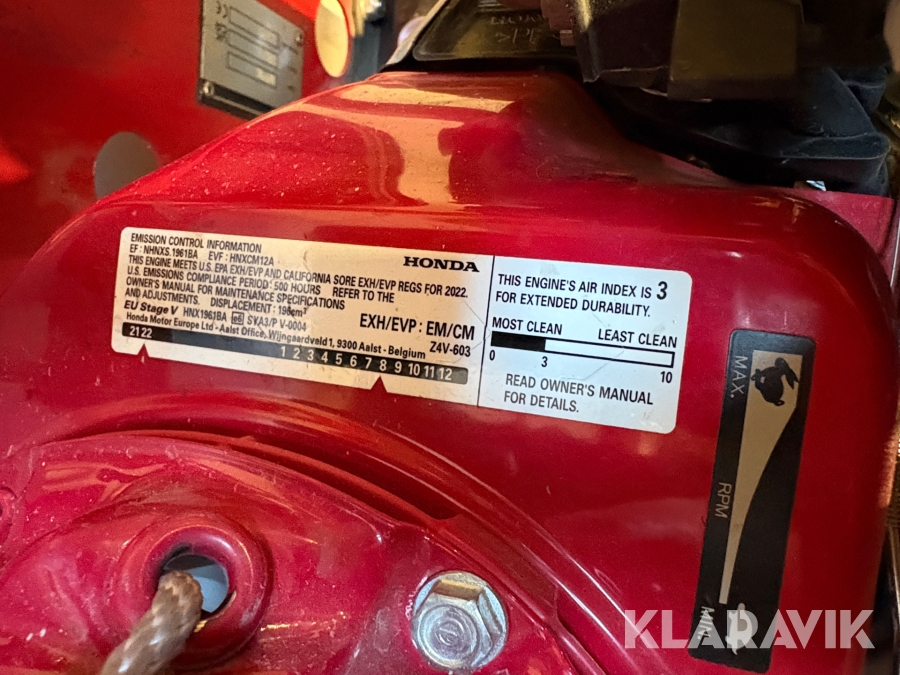 EMISSION CONTROL INFORMATION
EF: NHNXS.1961BA EVF: HNXCM12A
HONDA
THIS ENGINE MEETS U.S. EPA EXH/EVP AND CALIFORNIA SORE EXH/EVP REGS FOR 2022.
U.S. EMISSIONS COMPLIANCE PERIOD: 500 HOURS REFER TO THE
OWNER'S MANUAL FOR MAINTENANCE SPECIFICATIONS
AND ADJUSTMENTS. DISPLACEMENT: 196cm³
EXH/EVP : EM/CM
EU Stage V HNX1961BA e6 SYA3/P V-0004
Honda Motor Europe Ltd - Aalst Office, Wijngaardveld 1, 9300 Aalst - Belgium
Z4V-603
2122 1 2 3 4 5 6 7 8 9 10 11 12
THIS ENGINE'S AIR INDEX IS 3
FOR EXTENDED DURABILITY.
MOST CLEAN LEAST CLEAN
0 3 10
READ OWNER'S MANUAL
FOR DETAILS.
MAX.
RPM
MIN.
KLARAVIK